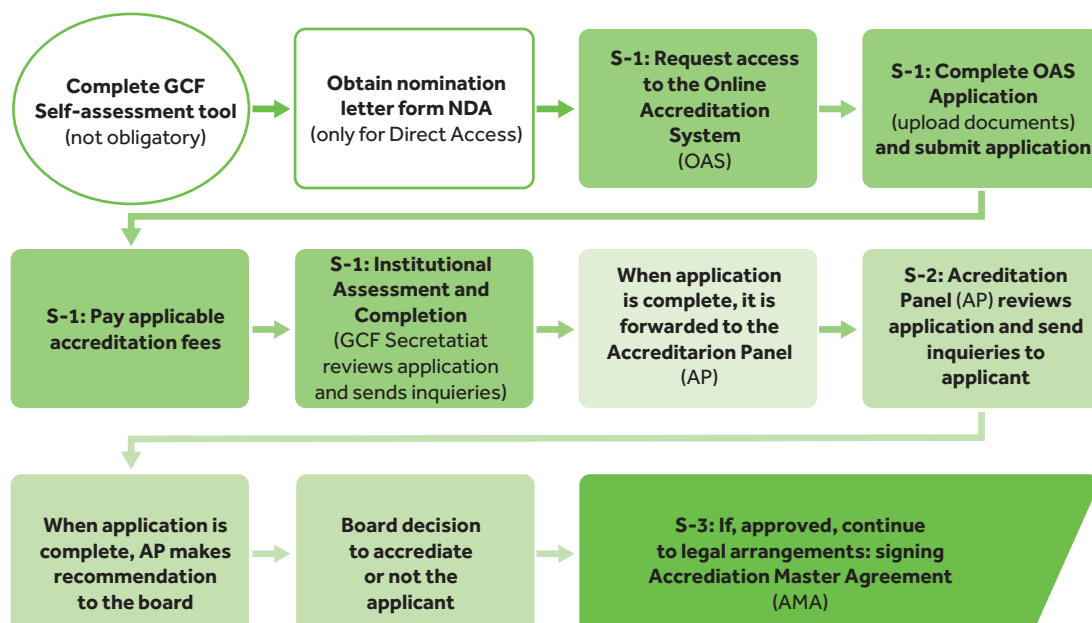 Complete GCF
Self-assessment tool
(not obligatory)
Obtain nomination
letter form NDA
(only for Direct Access)
S-1: Request access
to the Online
Accreditation
System
(OAS)
S-1: Complete OAS
Application
(upload documents)
and submit application
S-1: Pay applicable
accreditation fees
S-1: Institutional
Assessment and
Completion
(GCF Secretatiat
reviews application
and sends inquieries)
When application
is complete, it is
forwarded to the
Accreditarion Panel
(AP)
S-2: Acreditation
Panel (AP) reviews
application and send
inquieries to
applicant
When application is
complete, AP makes
recommendation
to the board
Board decision
to accrediate
or not the
applicant
S-3: If, approved, continue
to legal arrangements: signing
Accrediation Master Agreement
(AMA)